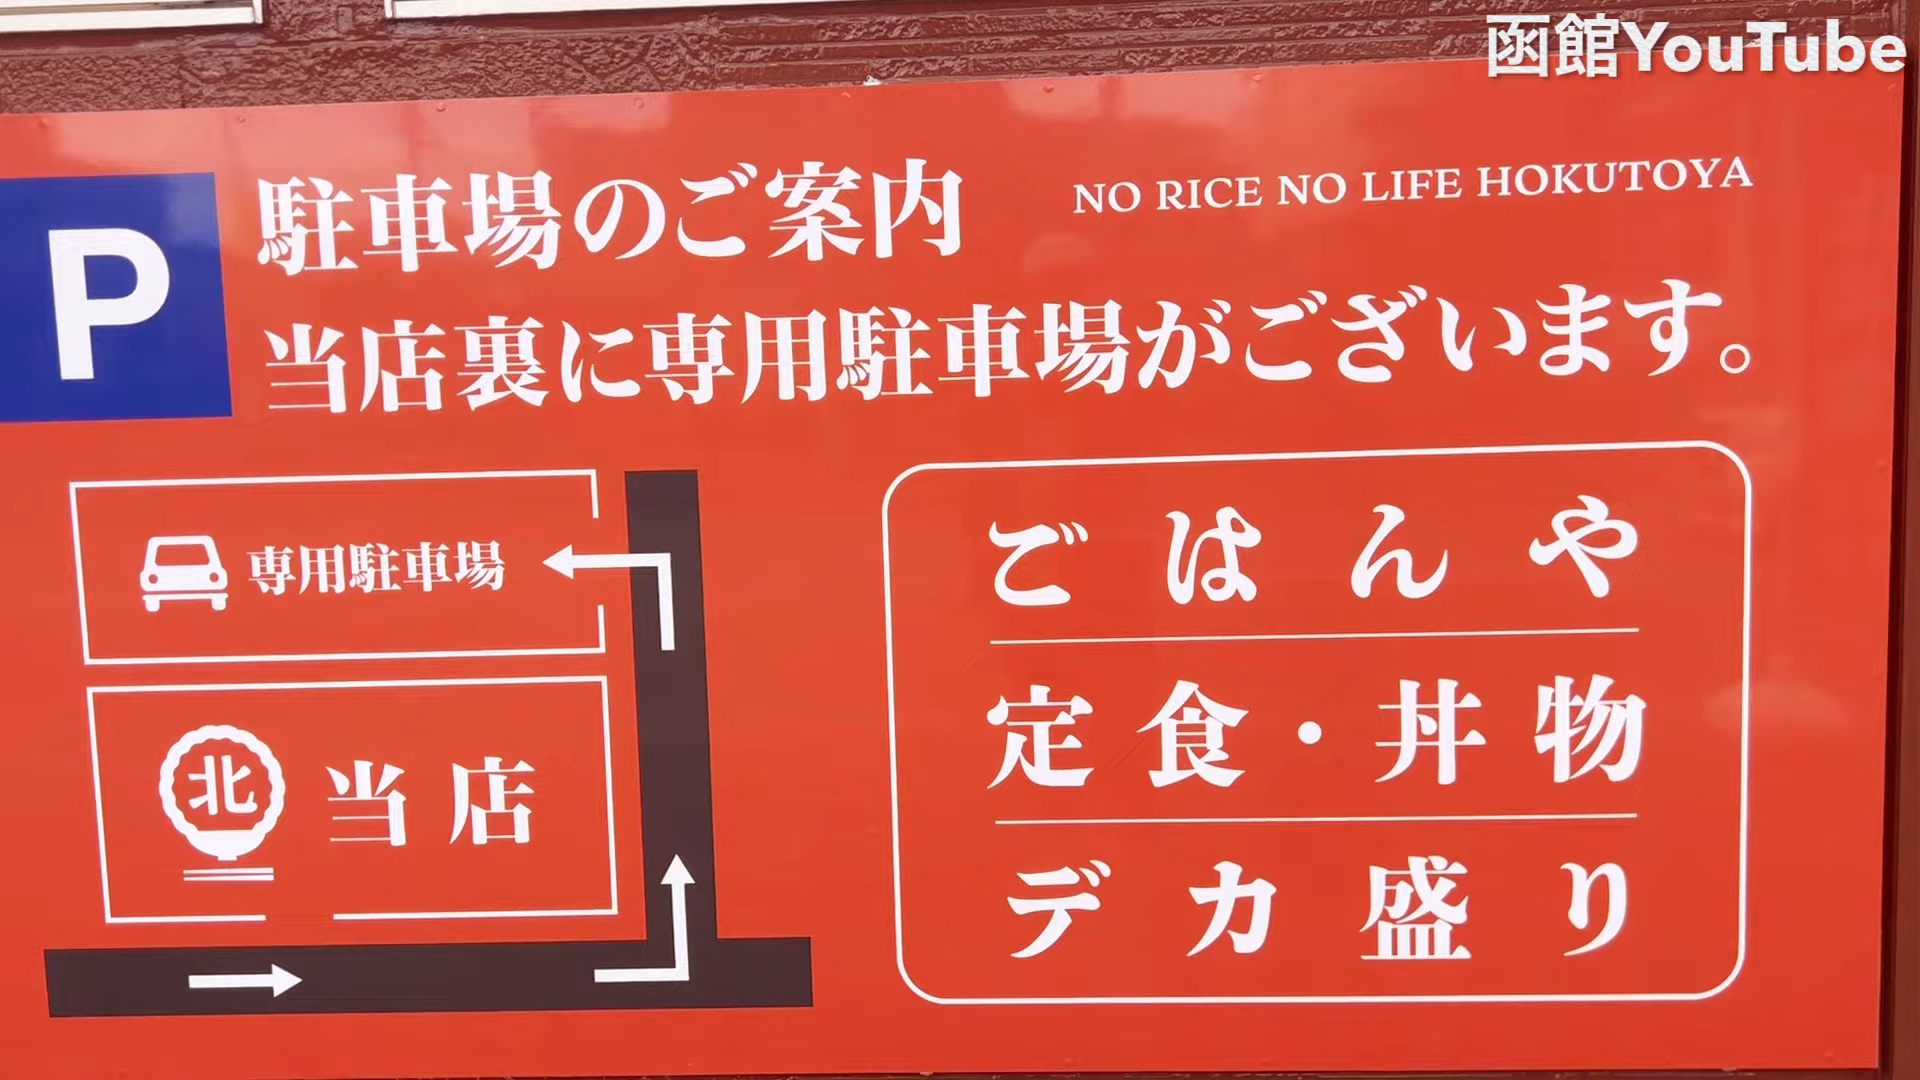 函館YouTube
P
駐車場のご案内
NO RICE NO LIFE HOKUTOYA
当店裏に専用駐車場がございます。
専用駐車場
北 当店
ごはんや
定食・丼物
デカ盛り